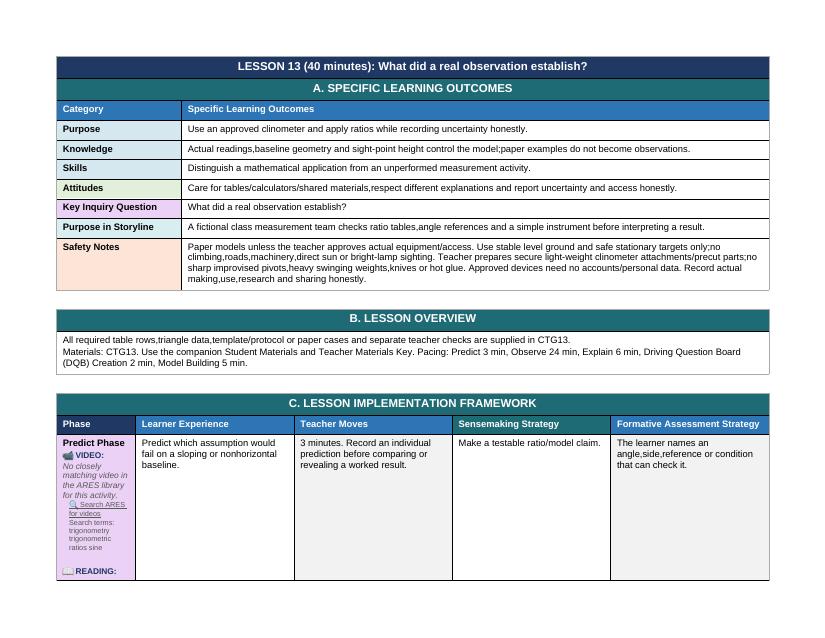 LESSON 13 (40 minutes): What did a real observation establish?
A. SPECIFIC LEARNING OUTCOMES
Category
Specific Learning Outcomes
Purpose
Use an approved clinometer and apply ratios while recording uncertainty honestly.
Knowledge
Actual readings,baseline geometry and sight-point height control the model;paper examples do not become observations.
Skills
Distinguish a mathematical application from an unperformed measurement activity.
Attitudes
Care for tables/calculators/shared materials,respect different explanations and report uncertainty and access honestly.
Key Inquiry Question
What did a real observation establish?
Purpose in Storyline
A fictional class measurement team checks ratio tables,angle references and a simple instrument before interpreting a result.
Safety Notes
Paper models unless the teacher approves actual equipment/access. Use stable level ground and safe stationary targets only;no
climbing,roads,machinery,direct sun or bright-lamp sighting. Teacher prepares secure light-weight clinometer attachments/precut parts;no
sharp improvised pivots,heavy swinging weights,knives or hot glue. Approved devices need no accounts/personal data. Record actual
making,use,research and sharing honestly.
B. LESSON OVERVIEW
All required table rows,triangle data,template/protocol or paper cases and separate teacher checks are supplied in CTG13.
Materials: CTG13. Use the companion Student Materials and Teacher Materials Key. Pacing: Predict 3 min, Observe 24 min, Explain 6 min, Driving Question Board
(DQB) Creation 2 min, Model Building 5 min.
C. LESSON IMPLEMENTATION FRAMEWORK
Phase
Learner Experience
Teacher Moves
Sensemaking Strategy
Formative Assessment Strategy
Predict Phase
📹 VIDEO:
No closely
matching video in
the ARES library
for this activity.
🔍 Search ARES
for videos
Search terms:
trigonometry
trigonometric
ratios sine
📖 READING:
Predict which assumption would
fail on a sloping or nonhorizontal
baseline.
3 minutes. Record an individual
prediction before comparing or
revealing a worked result.
Make a testable ratio/model claim.
The learner names an
angle,side,reference or condition
that can check it.